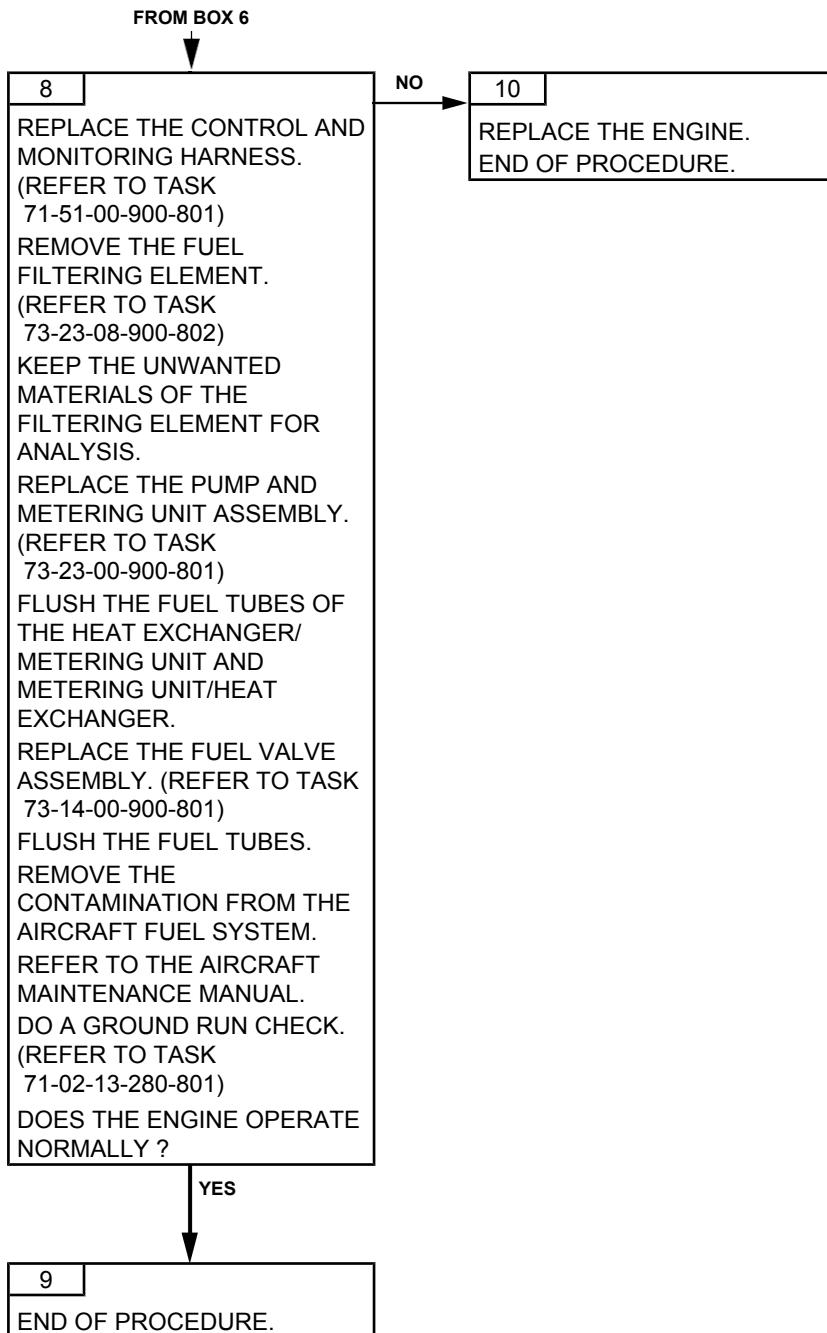 FROM BOX 6
8
REPLACE THE CONTROL AND
MONITORING HARNESS.
(REFER TO TASK
71-51-00-900-801)
REMOVE THE FUEL
FILTERING ELEMENT.
(REFER TO TASK
73-23-08-900-802)
KEEP THE UNWANTED
MATERIALS OF THE
FILTERING ELEMENT FOR
ANALYSIS.
REPLACE THE PUMP AND
METERING UNIT ASSEMBLY.
(REFER TO TASK
73-23-00-900-801)
FLUSH THE FUEL TUBES OF
THE HEAT EXCHANGER/
METERING UNIT AND
METERING UNIT/HEAT
EXCHANGER.
REPLACE THE FUEL VALVE
ASSEMBLY. (REFER TO TASK
73-14-00-900-801)
FLUSH THE FUEL TUBES.
REMOVE THE
CONTAMINATION FROM THE
AIRCRAFT FUEL SYSTEM.
REFER TO THE AIRCRAFT
MAINTENANCE MANUAL.
DO A GROUND RUN CHECK.
(REFER TO TASK
71-02-13-280-801)
DOES THE ENGINE OPERATE
NORMALLY ?
NO
10
REPLACE THE ENGINE.
END OF PROCEDURE.
YES
9
END OF PROCEDURE.